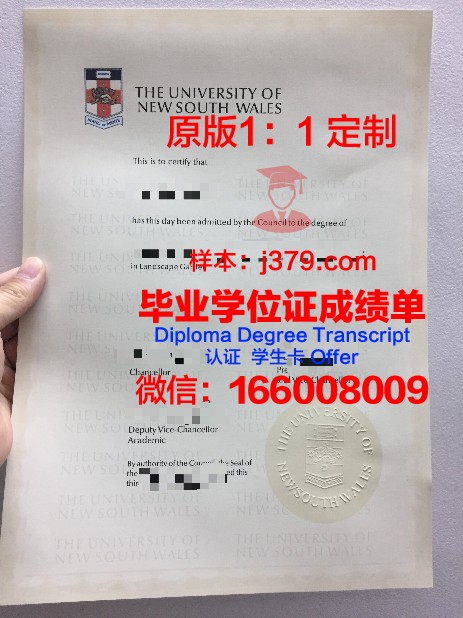 THE UNIVERSITY OF
NEW SOUTH WALES
原版1：1 定制
This is to certify that
has this day been admitted by the Council to the degree of
样本：j379.com
in Landscape
毕业学位证成绩单
Diploma Degree Transcript
认证 学生卡 Offer
Chancellor
微信：166008009
Deputy Vice-Chancellor
Academic
By authority of the Council, the Seal of
the
this
THE UNIVERSITY OF
NEW SOUTH WALES